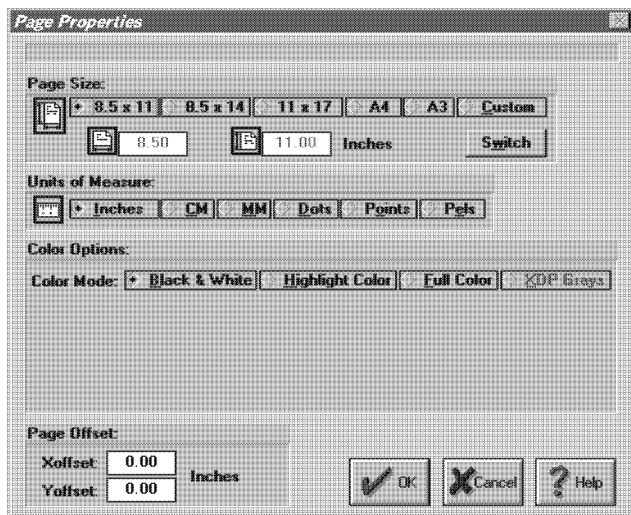 Page Properties
Page Size:
8.5 x 11 8.5 x 14 11 x 17 A4 A3 Custom
8.50 11.00 Inches Switch
Units of Measure:
Inches CM MM Dots Points Pels
Color Options:
Color Mode: Black & White Highlight Color Full Color XDP Grays
Page Offset:
Xoffset: 0.00
Inches
Yoffset: 0.00
OK Cancel Help